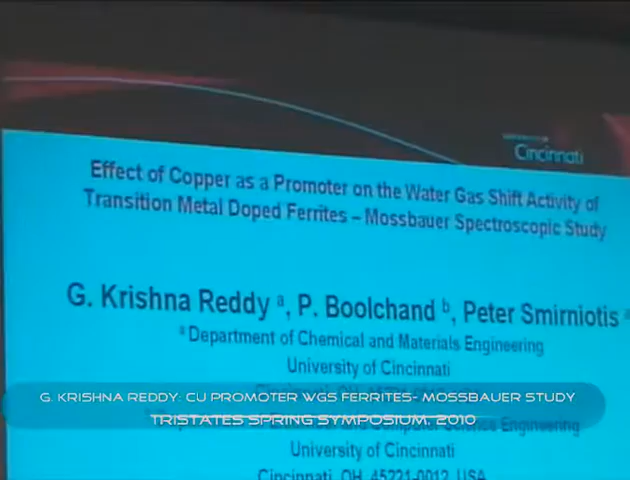 Cincinnati
Effect of Copper as a Promoter on the Water Gas Shift Activity of
Transition Metal Doped Ferrites – Mossbauer Spectroscopic Study
G. Krishna Reddy a, P. Boolchand b, Peter Smirniotis a
a Department of Chemical and Materials Engineering
University of Cincinnati
G. KRISHNA REDDY: CU PROMOTER WGS FERRITES- MOSSBAUER STUDY
TRISTATES SPRING SYMPOSIUM, 2010
Engineering
University of Cincinnati
Cincinnati, OH 45221-0012, USA